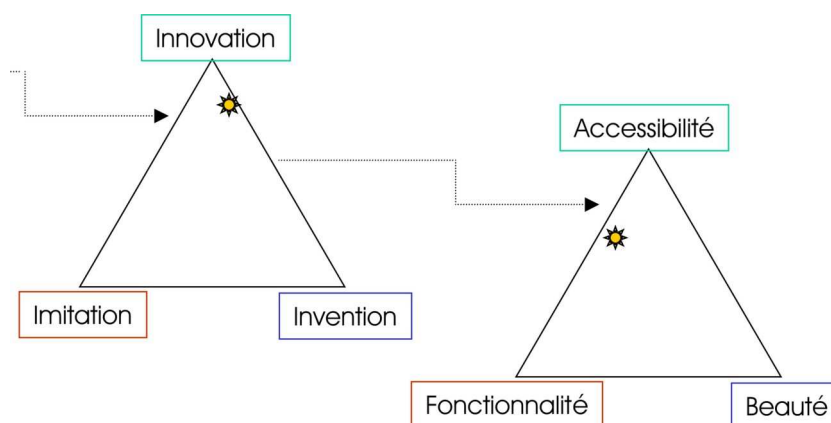 Innovation
Imitation
Invention
Accessibilité
Fonctionnalité
Beauté